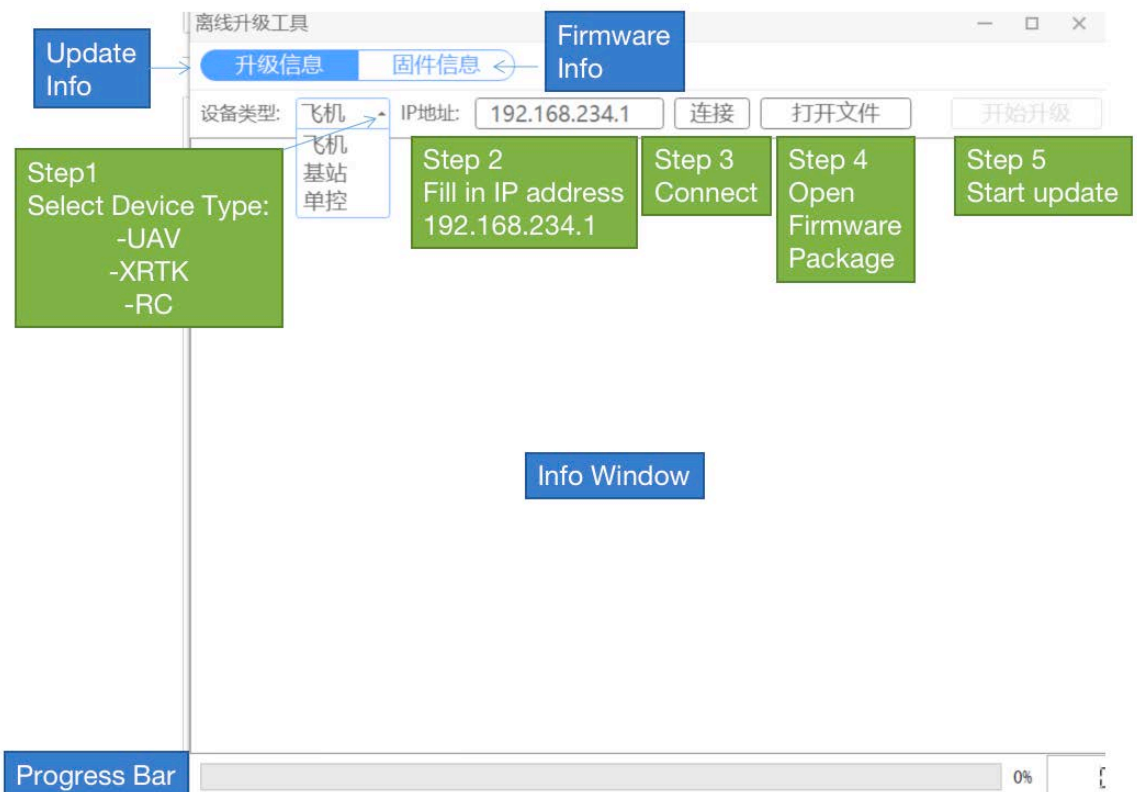 离线升级工具
Update
Info
升级信息
固件信息
Firmware
Info
设备类型:
飞机
IP地址:
192.168.234.1
连接
打开文件
开始升级
飞机
基站
单控
Step1
Select Device Type:
-UAV
-XRTK
-RC
Step 2
Fill in IP address
192.168.234.1
Step 3
Connect
Step 4
Open
Firmware
Package
Step 5
Start update
Info Window
Progress Bar
0%